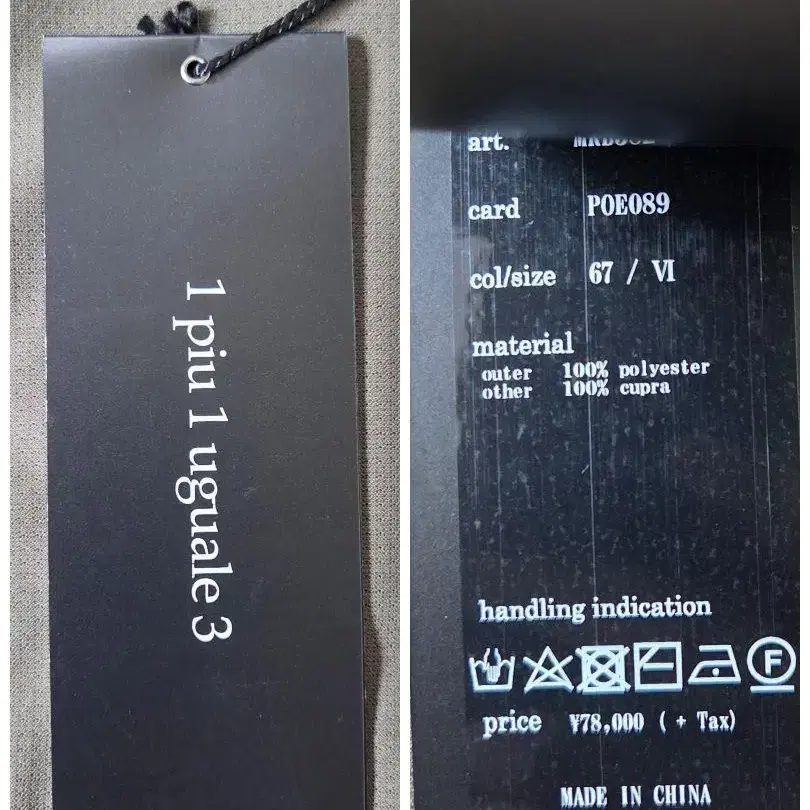 1 piu 1 uguale 3
art.
card POE089
col/size 67 / Ⅵ
material
outer 100% polyester
other 100% cupra
handling indication
F
price ¥78,000 ( + Tax)
MADE IN CHINA